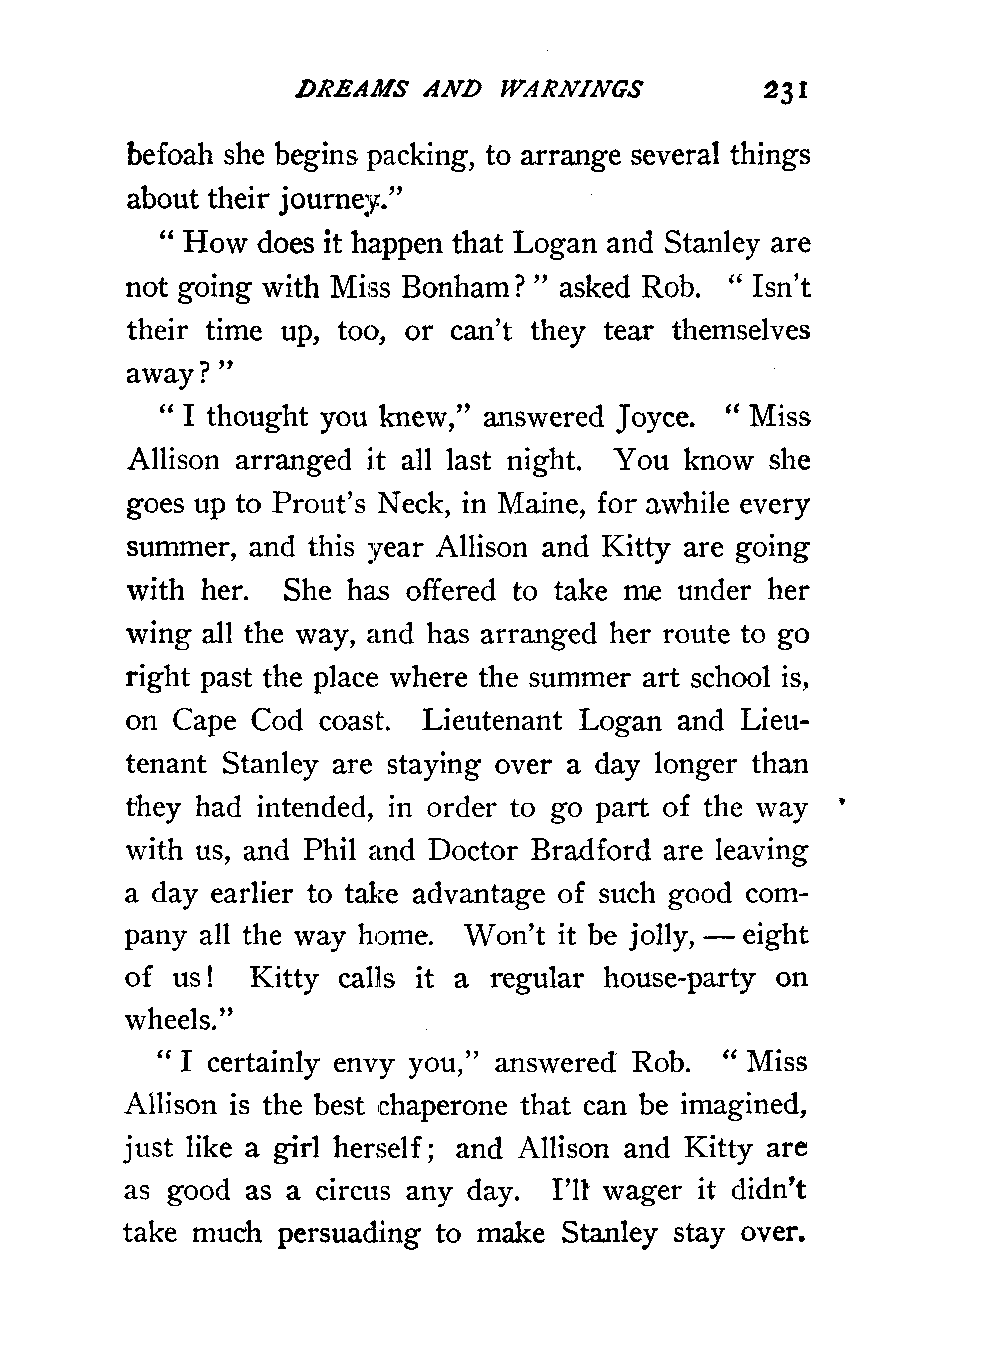 DREAMS AND WARNINGS 231
befoah she begins packing, to arrange several things
about their journey."
" How does it happen that Logan and Stanley are
not going with Miss Bonham? " asked Rob. " Isn't
their time up, too, or can't they tear themselves
away? "
" I thought you knew," answered Joyce. " Miss
Allison arranged it all last night. You know she
goes up to Prout's Neck, in Maine, for awhile every
summer, and this year Allison and Kitty are going
with her. She has offered to take me under her
wing all the way, and has arranged her route to go
right past the place where the summer art school is,
on Cape Cod coast. Lieutenant Logan and Lieu-
tenant Stanley are staying over a day longer than
they had intended, in order to go part of the way
with us, and Phil and Doctor Bradford are leaving
a day earlier to take advantage of such good com-
pany all the way home. Won't it be jolly, — eight
of us! Kitty calls it a regular house-party on
wheels."
" I certainly envy you," answered Rob. " Miss
Allison is the best chaperone that can be imagined,
just like a girl herself; and Allison and Kitty are
as good as a circus any day. I'll wager it didn't
take much persuading to make Stanley stay over.